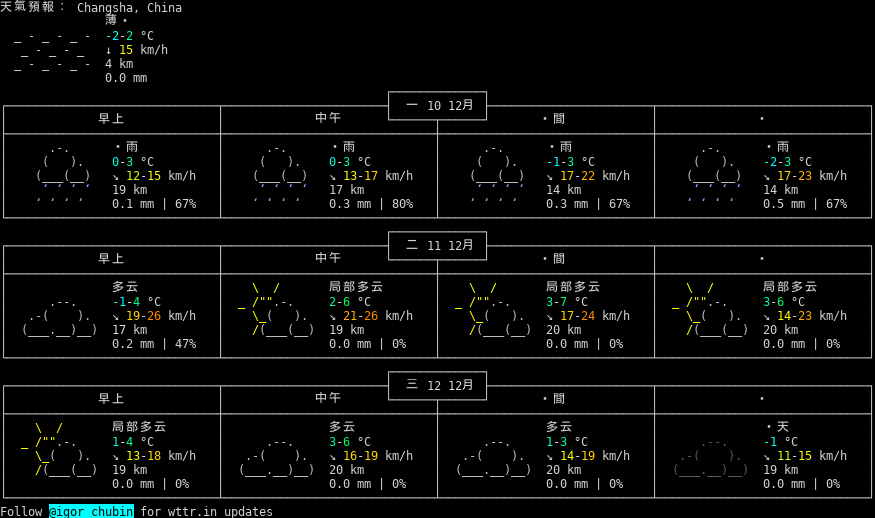 天氣預報： Changsha, China
薄・
-2-2 °C
↓ 15 km/h
4 km
0.0 mm
一 10 12月
早上 中午 ・間 ・
・雨 ・雨 ・雨 ・雨
0-3 °C 0-3 °C -1-3 °C -2-3 °C
↘ 12-15 km/h ↘ 13-17 km/h ↘ 17-22 km/h ↘ 17-23 km/h
19 km 17 km 14 km 14 km
0.1 mm | 67% 0.3 mm | 80% 0.3 mm | 67% 0.5 mm | 67%
二 11 12月
早上 中午 ・間 ・
多云 局部多云 局部多云 局部多云
-1-4 °C 2-6 °C 3-7 °C 3-6 °C
↘ 19-26 km/h ↘ 21-26 km/h ↘ 17-24 km/h ↘ 14-23 km/h
17 km 19 km 20 km 20 km
0.2 mm | 47% 0.0 mm | 0% 0.0 mm | 0% 0.0 mm | 0%
三 12 12月
早上 中午 ・間 ・
局部多云 多云 多云 ・天
1-4 °C 3-6 °C 1-3 °C -1 °C
↘ 13-18 km/h ↘ 16-19 km/h ↘ 14-19 km/h ↘ 11-15 km/h
19 km 20 km 20 km 19 km
0.0 mm | 0% 0.0 mm | 0% 0.0 mm | 0% 0.0 mm | 0%
Follow @igor_chubin for wttr.in updates